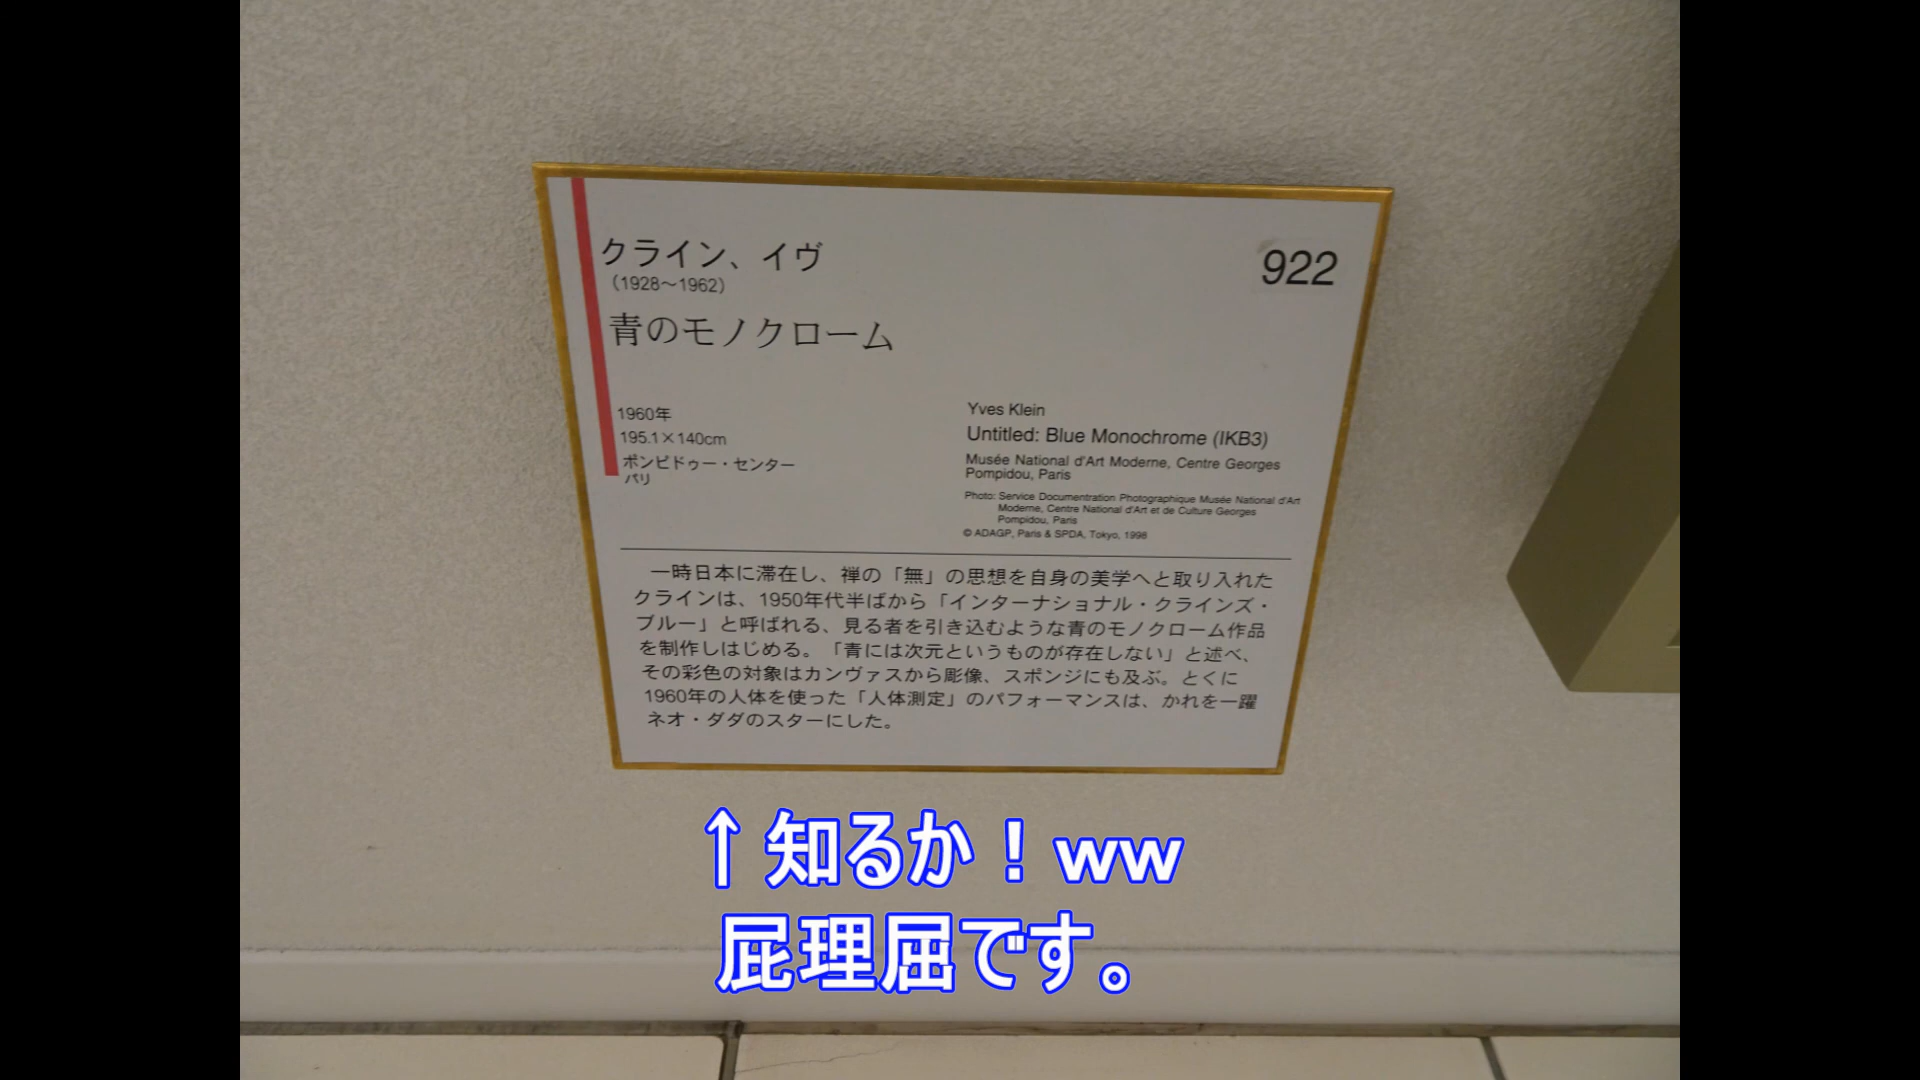 クライン、イヴ
922
(1928〜1962)
青のモノクローム
1960年
195.1×140cm
ポンピドゥー・センター
パリ
Yves Klein
Untitled: Blue Monochrome (IKB3)
Musée National d'Art Moderne, Centre Georges
Pompidou, Paris
Photo: Service Documentration Photographique Musée National d'Art
Moderne, Centre National d'Art et de Culture Georges
Pompidou, Paris
© ADAGP, Paris & SPDA, Tokyo, 1998
一時日本に滞在し、禅の「無」の思想を自身の美学へと取り入れた
クラインは、1950年代半ばから「インターナショナル・クラインズ・
ブルー」と呼ばれる、見る者を引き込むような青のモノクローム作品
を制作しはじめる。「青には次元というものが存在しない」と述べ、
その彩色の対象はカンヴァスから彫像、スポンジにも及ぶ。とくに
1960年の人体を使った「人体測定」のパフォーマンスは、かれを一躍
ネオ・ダダのスターにした。
↑知るか！ww
屁理屈です。